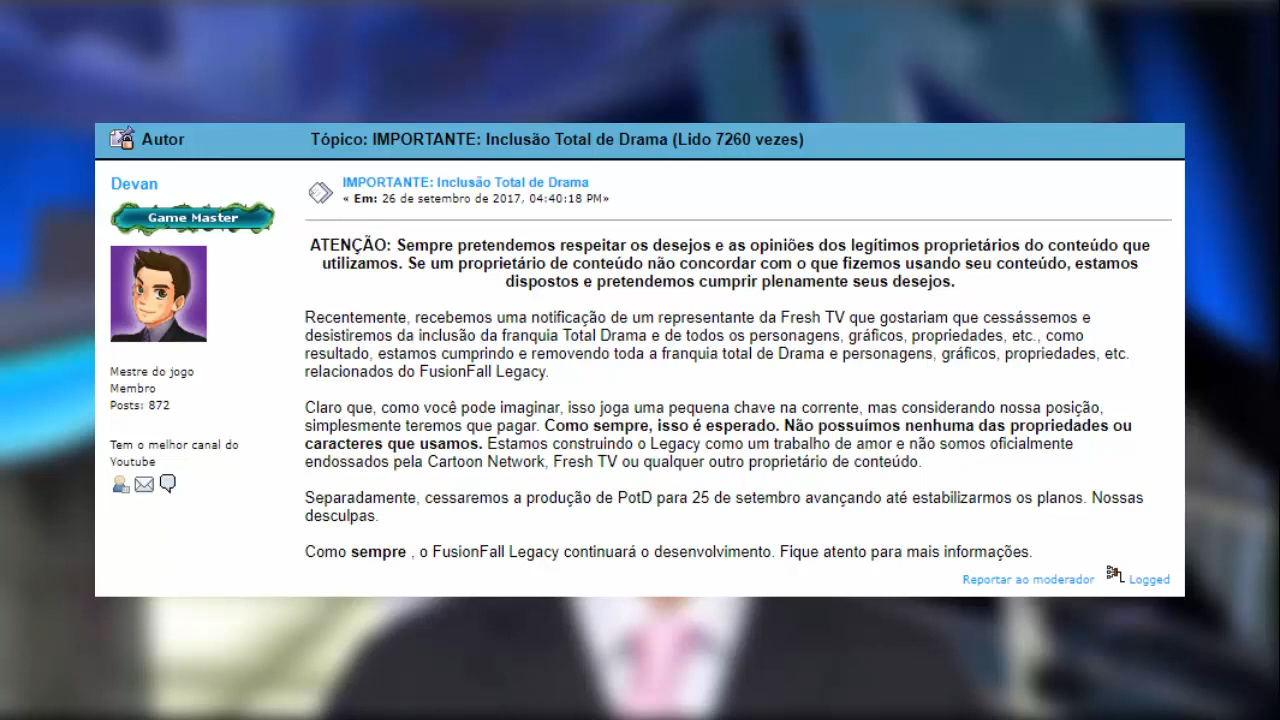 Autor
Tópico: IMPORTANTE: Inclusão Total de Drama (Lido 7260 vezes)
Devan
Game Master
Mestre do jogo
Membro
Posts: 872
Tem o melhor canal do
Youtube
IMPORTANTE: Inclusão Total de Drama
« Em: 26 de setembro de 2017, 04:40:18 PM»
ATENÇÃO: Sempre pretendemos respeitar os desejos e as opiniões dos legítimos proprietários do conteúdo que
utilizamos. Se um proprietário de conteúdo não concordar com o que fizemos usando seu conteúdo, estamos
dispostos e pretendemos cumprir plenamente seus desejos.
Recentemente, recebemos uma notificação de um representante da Fresh TV que gostariam que cessássemos e
desistiremos da inclusão da franquia Total Drama e de todos os personagens, gráficos, propriedades, etc., como
resultado, estamos cumprindo e removendo toda a franquia total de Drama e personagens, gráficos, propriedades, etc.
relacionados do FusionFall Legacy.
Claro que, como você pode imaginar, isso joga uma pequena chave na corrente, mas considerando nossa posição,
simplesmente teremos que pagar. Como sempre, isso é esperado. Não possuímos nenhuma das propriedades ou
caracteres que usamos. Estamos construindo o Legacy como um trabalho de amor e não somos oficialmente
endossados pela Cartoon Network, Fresh TV ou qualquer outro proprietário de conteúdo.
Separadamente, cessaremos a produção de PotD para 25 de setembro avançando até estabilizarmos os planos. Nossas
desculpas.
Como sempre , o FusionFall Legacy continuará o desenvolvimento. Fique atento para mais informações.
Reportar ao moderador
Logged